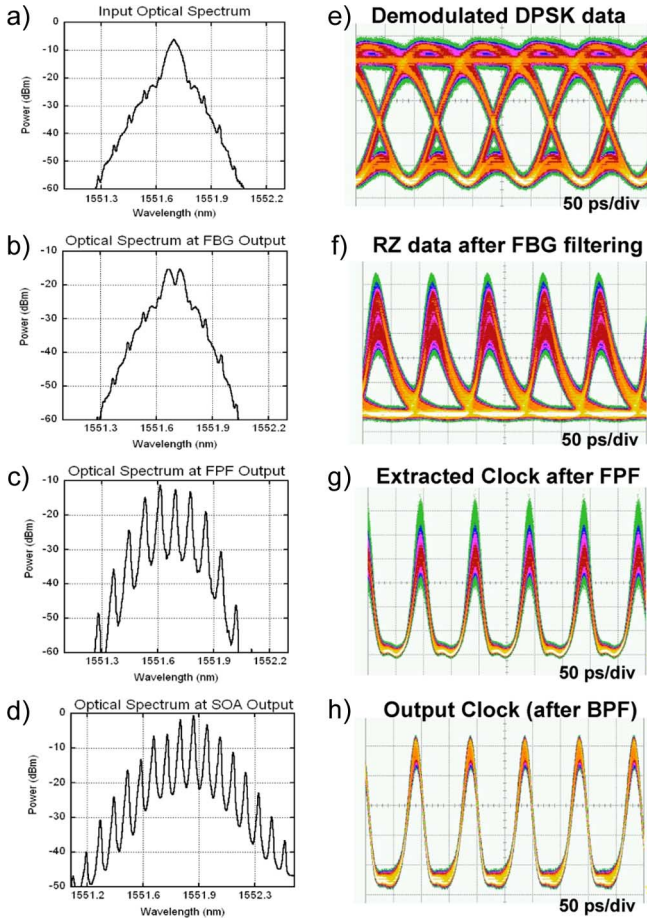 a)
Input Optical Spectrum
0
-10
-20
-30
-40
-50
-60
Power (dBm)
1551.3 1551.6 1551.9 1552.2
Wavelength (nm)
e) Demodulated DPSK data
50 ps/div
b)
Optical Spectrum at FBG Output
-10
-20
-30
-40
-50
-60
Power (dBm)
1551.3 1551.6 1551.9 1552.2
Wavelength (nm)
f) RZ data after FBG filtering
50 ps/div
c)
Optical Spectrum at FPF Output
-10
-20
-30
-40
-50
-60
Power (dBm)
1551.3 1551.6 1551.9 1552.2
Wavelength (nm)
g) Extracted Clock after FPF
50 ps/div
d)
Optical Spectrum at SOA Output
0
-10
-20
-30
-40
-50
Power (dBm)
1551.2 1551.6 1551.9 1552.3
Wavelength (nm)
h) Output Clock (after BPF)
50 ps/div